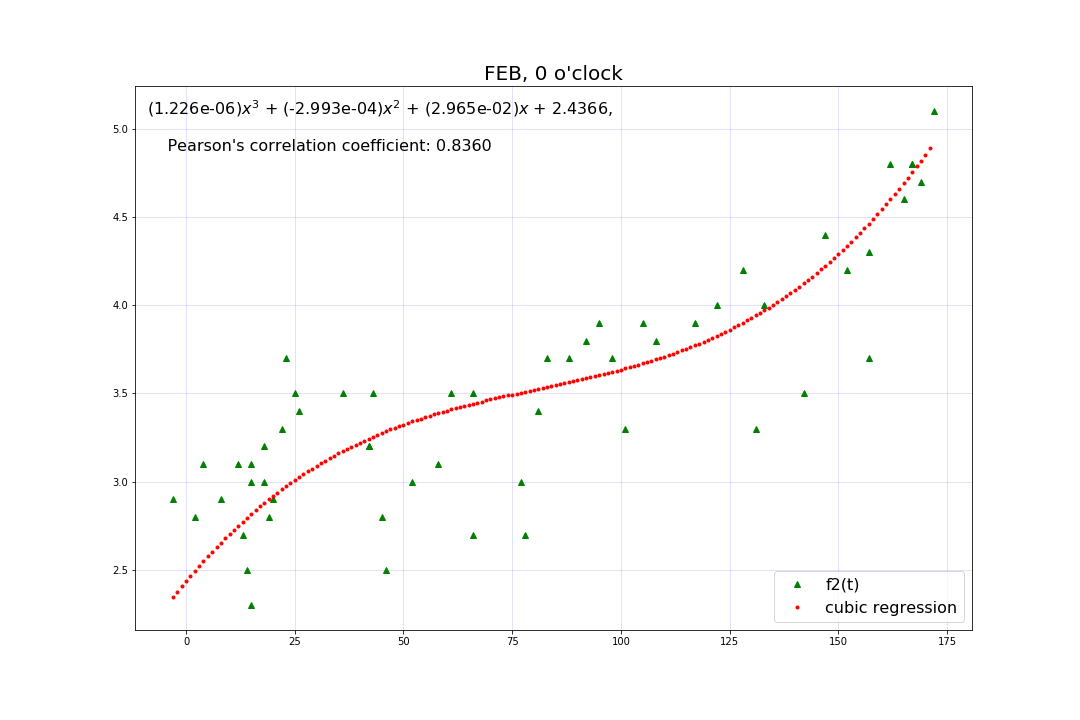 FEB, 0 o'clock
(1.226e-06)x³ + (-2.993e-04)x² + (2.965e-02)x + 2.4366,
Pearson's correlation coefficient: 0.8360
5.0
4.5
4.0
3.5
3.0
2.5
f2(t)
cubic regression
0 25 50 75 100 125 150 175